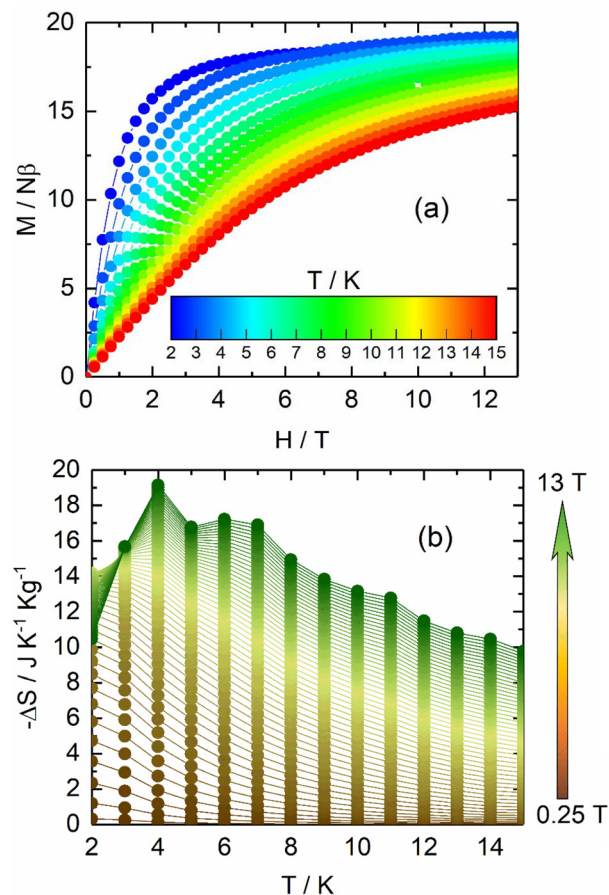 20
15
10
5
0
M / Nβ
(a)
T / K
2 3 4 5 6 7 8 9 10 11 12 13 14 15
0 2 4 6 8 10 12
H / T
20
18
16
14
12
10
8
6
4
2
0
-ΔS / J K⁻¹ Kg⁻¹
(b)
13 T
0.25 T
2 4 6 8 10 12 14
T / K